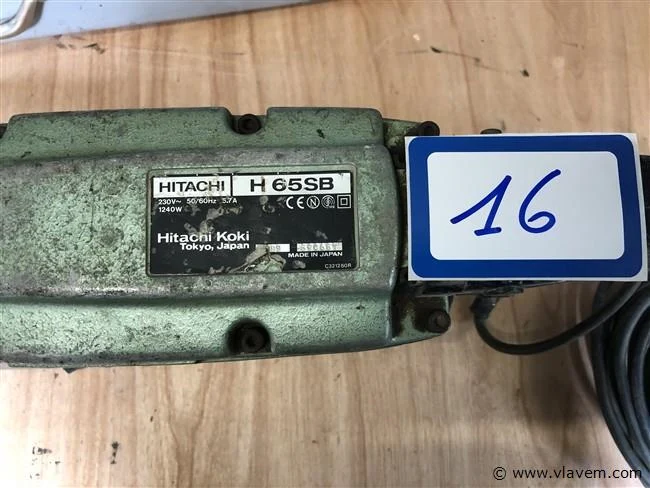 HITACHI H 65SB
230V~ 50/60Hz 5.7A
1240W
Hitachi Koki
Tokyo, Japan
MADE IN JAPAN
C321260R
16
© www.vlavem.com